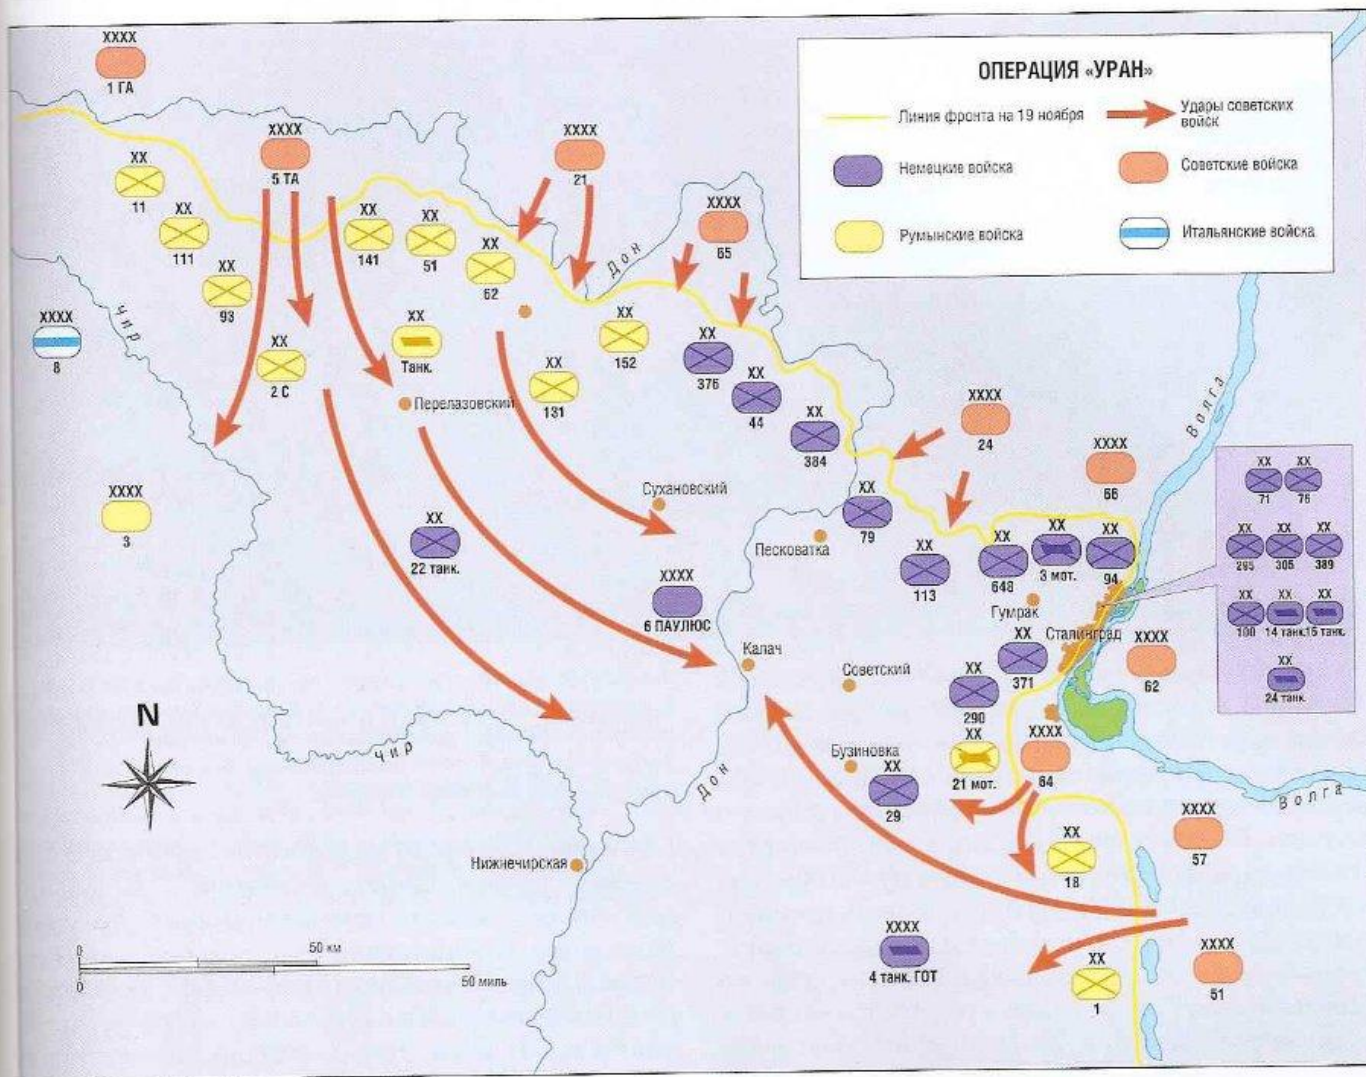 XXXX
1 ГА
ОПЕРАЦИЯ «УРАН»
Линия фронта на 19 ноября
Удары советских
войск
Немецкие войска
Советские войска
Румынские войска
Итальянские войска
XXXX
5 ТА
XXXX
21
XX
11
XX
111
XX
93
XX
141
XX
51
XX
62
Дон
XXXX
65
Чир
XXXX
8
XX
2 С
XX
Танк.
XX
152
XX
376
XX
44
XX
131
Перелазовский
XX
384
XXXX
24
XXXX
66
Волга
XX
71
XX
76
XXXX
3
Сухановский
XX
79
Песковатка
XX
22 танк.
XX
113
XX
648
XX
3 мот.
XX
94
XX
295
XX
305
XX
389
XXXX
6 ПАУЛЮС
Гумрак
Сталинград
XX
100
XX
14 танк.
XX
16 танк.
Калач
Советский
XX
371
XXXX
62
XX
24 танк.
XX
290
N
Чир
Дон
Бузиновка
XX
29
XX
21 мот.
XXXX
64
Волга
XXXX
57
Нижнечирская
XX
18
0
50 км
0
50 миль
XXXX
4 танк. ГОТ
XX
1
XXXX
51